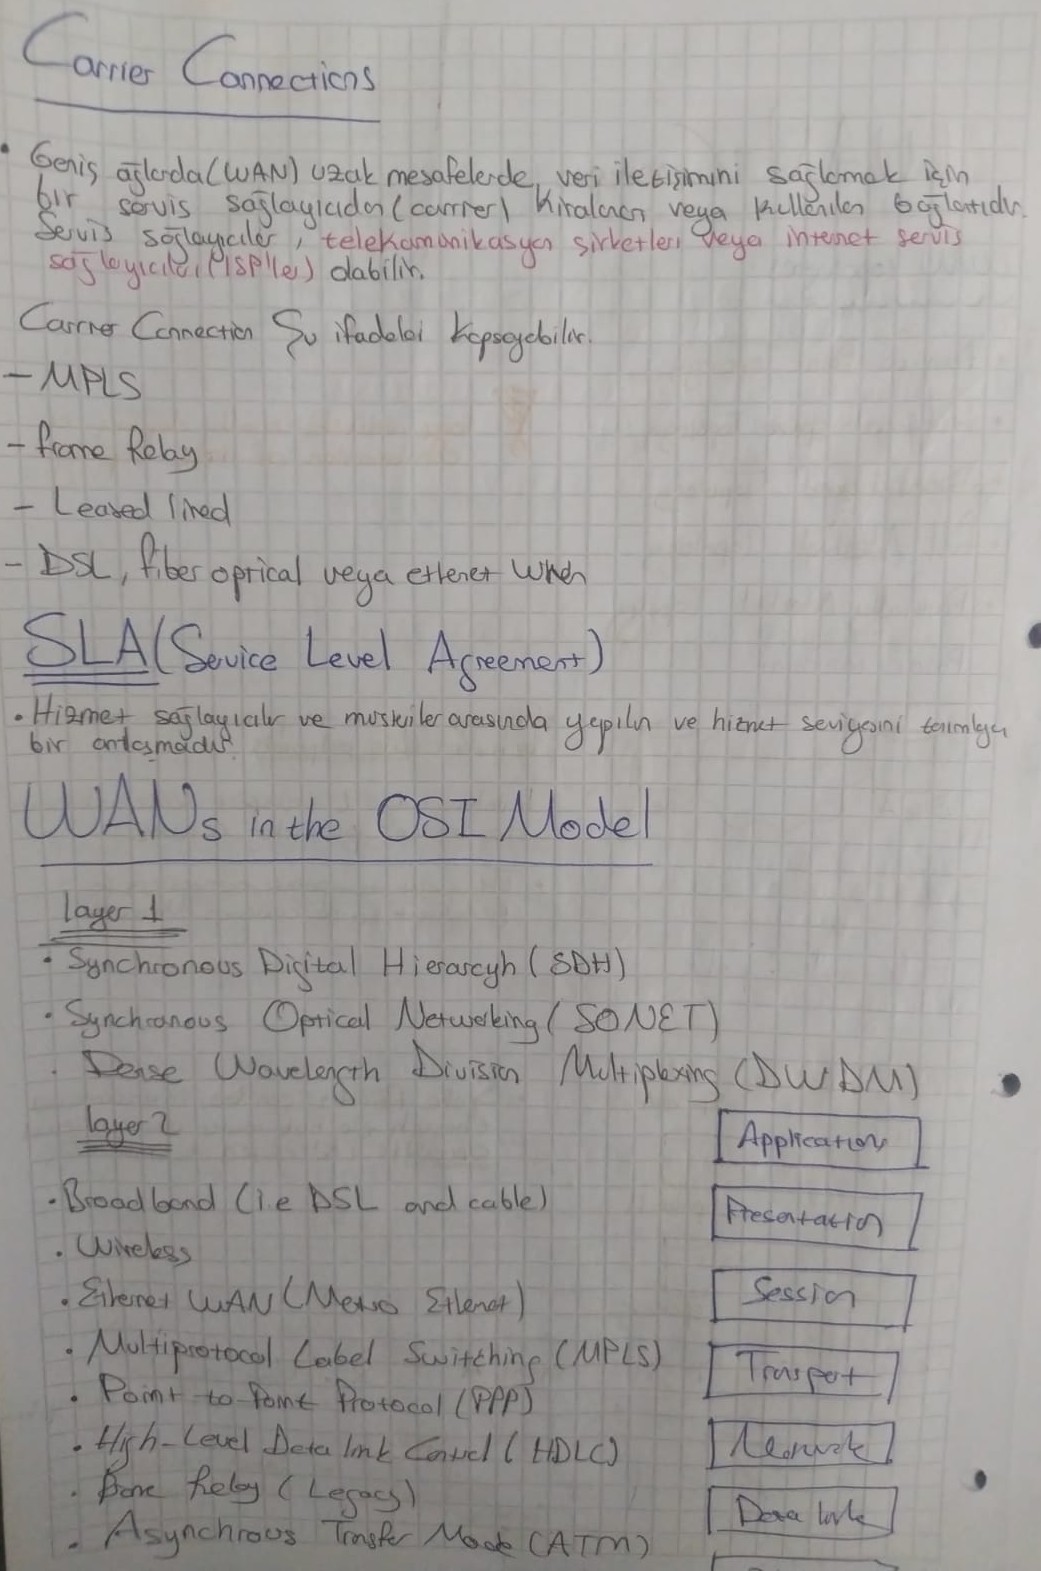 Carrier Connections
• Geniş ağlarda (WAN) uzak mesafelerde, veri iletişimini sağlamak için
bir servis sağlayıcıdan (carrier) kiralanan veya kullanılan bağlantıdır.
Servis sağlayıcılar, telekomünikasyon şirketleri veya internet servis
sağlayıcıları (ISP'ler) olabilir.
Carrier Connection Şu ifadeleri kapsayabilir.
- MPLS
- frame Relay
- Leased lined
- DSL, fiber optical veya ethernet
SLA (Service Level Agreement)
• Hizmet sağlayıcılar ve müşteriler arasında yapılan ve hizmet seviyesini tanımlayan
bir antlaşmadır.
WANs in the OSI Model
layer 1
• Synchronous Digital Hierarcyh (SDH)
• Synchronous Optical Networking (SONET)
. Dense Wavelength Division Multiplexing (DWDM)
layer 2
• Broadband (i.e DSL and cable)
• Wireless
• Ethernet WAN (Metro Ethernet)
• Multiprotocol Label Switching (MPLS)
• Point to Point Protocol (PPP)
• High-Level Data link Control (HDLC)
• Frame Relay (Legacy)
• Asynchrous Transfer Mode (ATM)
Application
Presentation
Session
Transport
Network
Data link